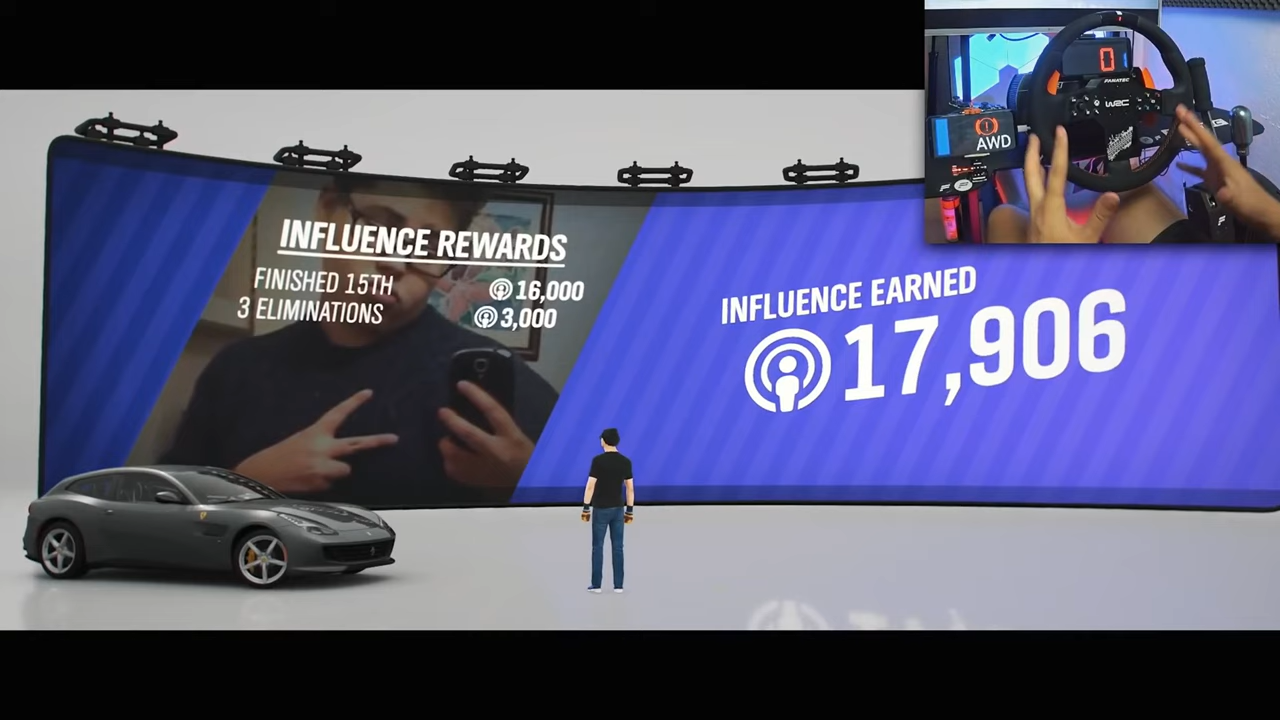 INFLUENCE REWARDS
FINISHED 15TH 16,000
3 ELIMINATIONS 3,000
INFLUENCE EARNED
17,906
0
FANATEC
WRC
AWD